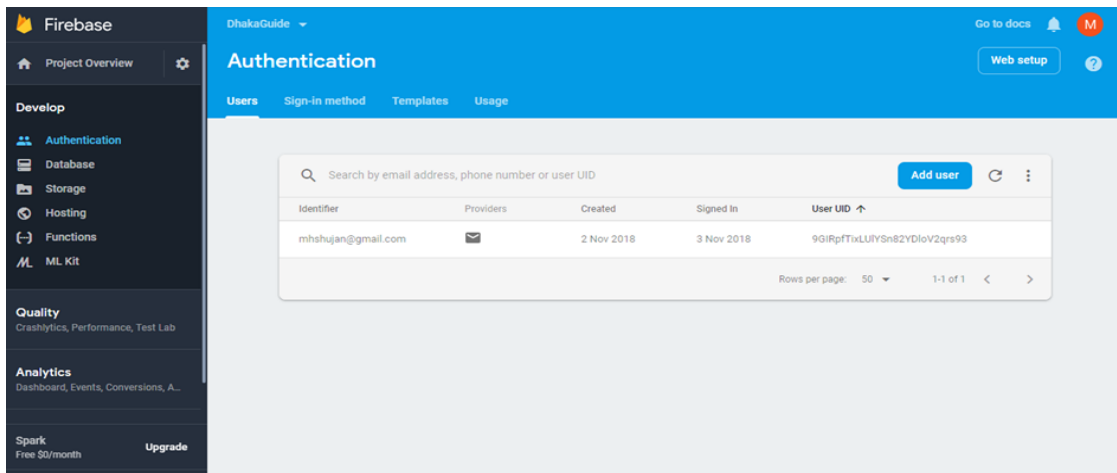 Firebase
Project Overview
Develop
Authentication
Database
Storage
Hosting
Functions
ML Kit
Quality
Crashlytics, Performance, Test Lab
Analytics
Dashboard, Events, Conversions, A...
Spark
Free $0/month
Upgrade
DhakaGuide
Go to docs
M
Authentication
Web setup
Users Sign-in method Templates Usage
Search by email address, phone number or user UID
Add user
Identifier Providers Created Signed In User UID
mhshujan@gmail.com 2 Nov 2018 3 Nov 2018 9GIRpfTixLUlYSn82YDloV2qrs93
Rows per page: 50 1-1 of 1